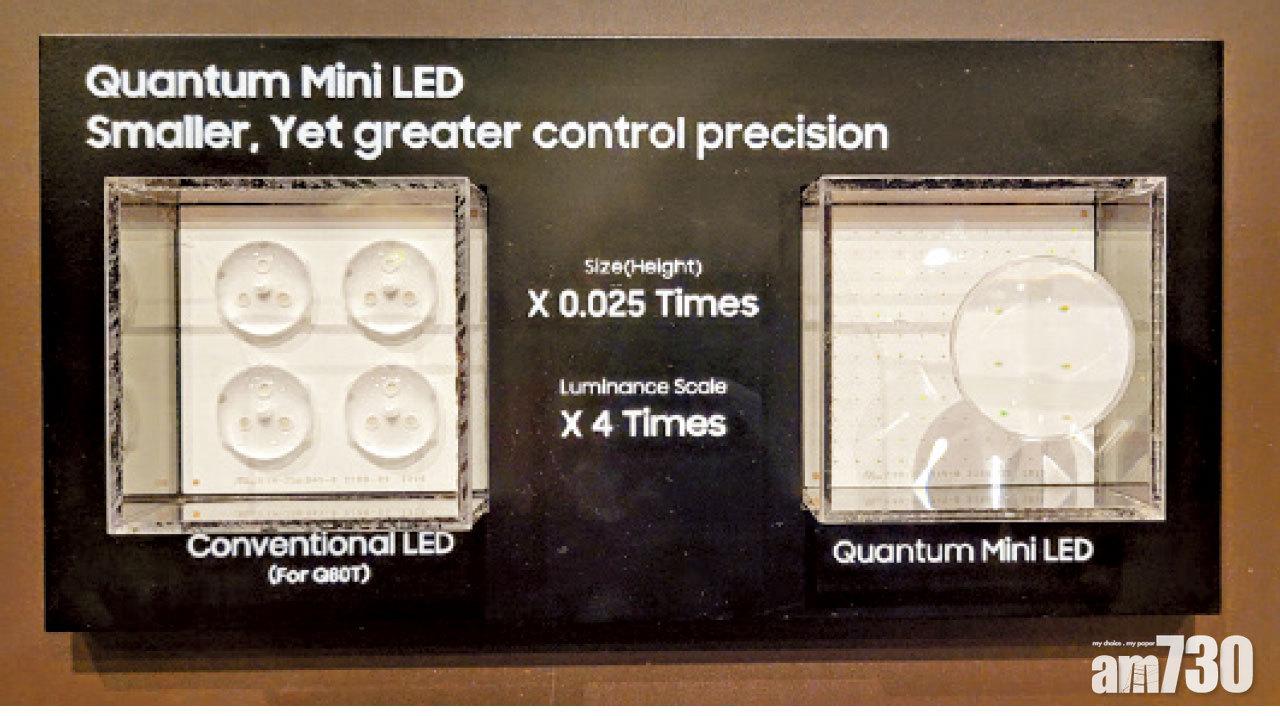 Quantum Mini LED
Smaller, Yet greater control precision
Size(Height)
X 0.025 Times
Luminance Scale
X 4 Times
Conventional LED
(For Q80T)
Quantum Mini LED
my choice . my paper
am730